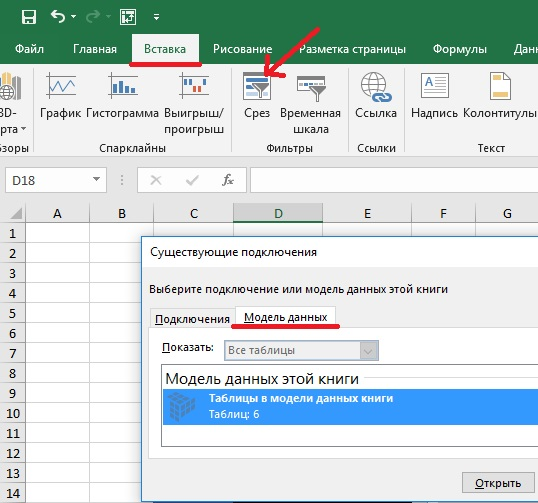 Файл Главная Вставка Рисование Разметка страницы Формулы Данн
3D-
рта График Гистограмма Выигрыш/
проигрыш Срез Временная
шкала Ссылка Надпись Колонтитулы
зоры Спарклайны Фильтры Ссылки Текст
D18 fx
A B C D E F G
1
2
Существующие подключения
3
4
Выберите подключение или модель данных этой книги
5
Подключения Модель данных
6
7
Показать: Все таблицы
8
Модель данных этой книги
9
Таблицы в модели данных книги
10
Таблиц: 6
11
12
13
Открыть
14